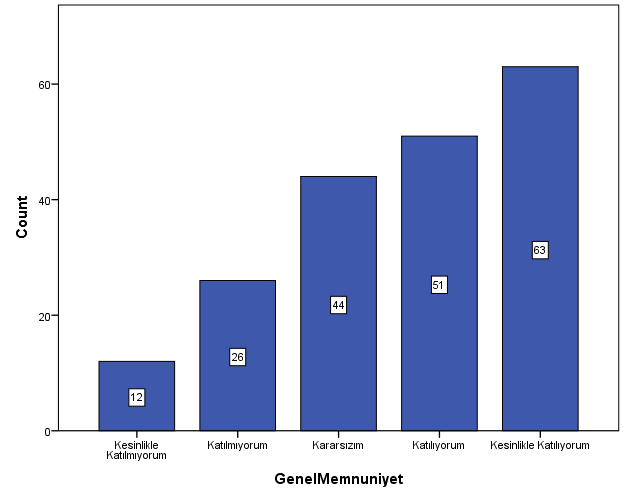 Count
60
40
20
0
12
26
44
51
63
Kesinlikle
Katılmıyorum
Katılmıyorum
Kararsızım
Katılıyorum
Kesinlikle Katılıyorum
GenelMemnuniyet